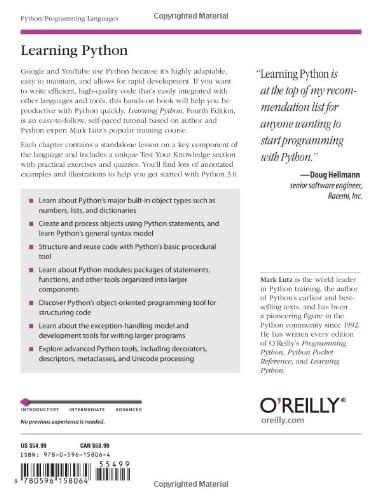 Python/Programming Languages
Copyrighted Material
Learning Python
Google and YouTube use Python because it's highly adaptable,
easy to maintain, and allows for rapid development. If you want
to write efficient, high-quality code that's easily integrated with
other languages and tools, this hands-on book will help you be
productive with Python quickly. Learning Python, Fourth Edition,
is an easy-to-follow, self-paced tutorial based on author and
Python expert Mark Lutz's popular training course.
Each chapter contains a standalone lesson on a key component of
the language and includes a unique Test Your Knowledge section
with practical exercises and quizzes. You'll find lots of annotated
examples and illustrations to help you get started with Python 3.0.
■ Learn about Python's major built-in object types such as
numbers, lists, and dictionaries
■ Create and process objects using Python statements, and
learn Python's general syntax model
■ Structure and reuse code with Python's basic procedural
tool
■ Learn about Python modules: packages of statements,
functions, and other tools organized into larger
components
■ Discover Python's object-oriented programming tool for
structuring code
■ Learn about the exception-handling model and
development tools for writing larger programs
■ Explore advanced Python tools, including decorators,
descriptors, metaclasses, and Unicode processing
"Learning Python is
at the top of my recom-
mendation list for
anyone wanting to
start programming
with Python."
—Doug Hellmann
senior software engineer,
Racemi, Inc.
Mark Lutz is the world leader
in Python training, the author
of Python's earliest and best-
selling texts, and has been
a pioneering figure in the
Python community since 1992.
He has written every edition
of O'Reilly's Programming
Python, Python Pocket
Reference, and Learning
Python.
INTRODUCTORY INTERMEDIATE ADVANCED
No previous experience is needed.
O'REILLY®
oreilly.com
US $54.99 CAN $63.99
ISBN: 978-0-596-15806-4
55499
9 780596 158064
Copyrighted Material